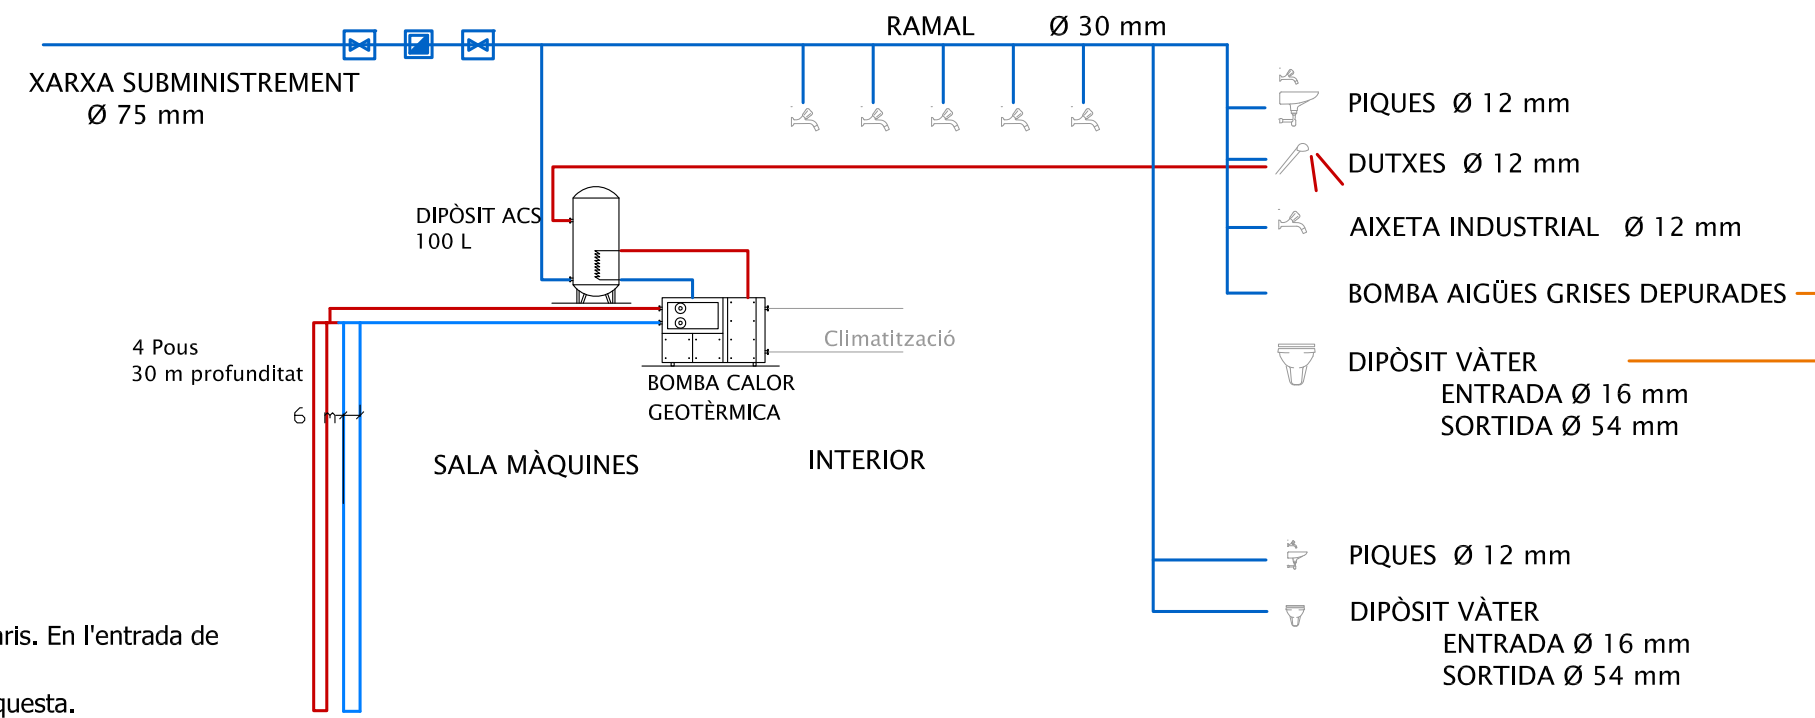 RAMAL Ø 30 mm
XARXA SUBMINISTREMENT
Ø 75 mm
PIQUES Ø 12 mm
DUTXES Ø 12 mm
DIPÒSIT ACS
100 L
AIXETA INDUSTRIAL Ø 12 mm
BOMBA AIGÜES GRISES DEPURADES
4 Pous
30 m profunditat
Climatització
DIPÒSIT VÀTER
ENTRADA Ø 16 mm
SORTIDA Ø 54 mm
BOMBA CALOR
GEOTÈRMICA
6 m
SALA MÀQUINES
INTERIOR
PIQUES Ø 12 mm
DIPÒSIT VÀTER
ENTRADA Ø 16 mm
SORTIDA Ø 54 mm
aris. En l'entrada de
questa.